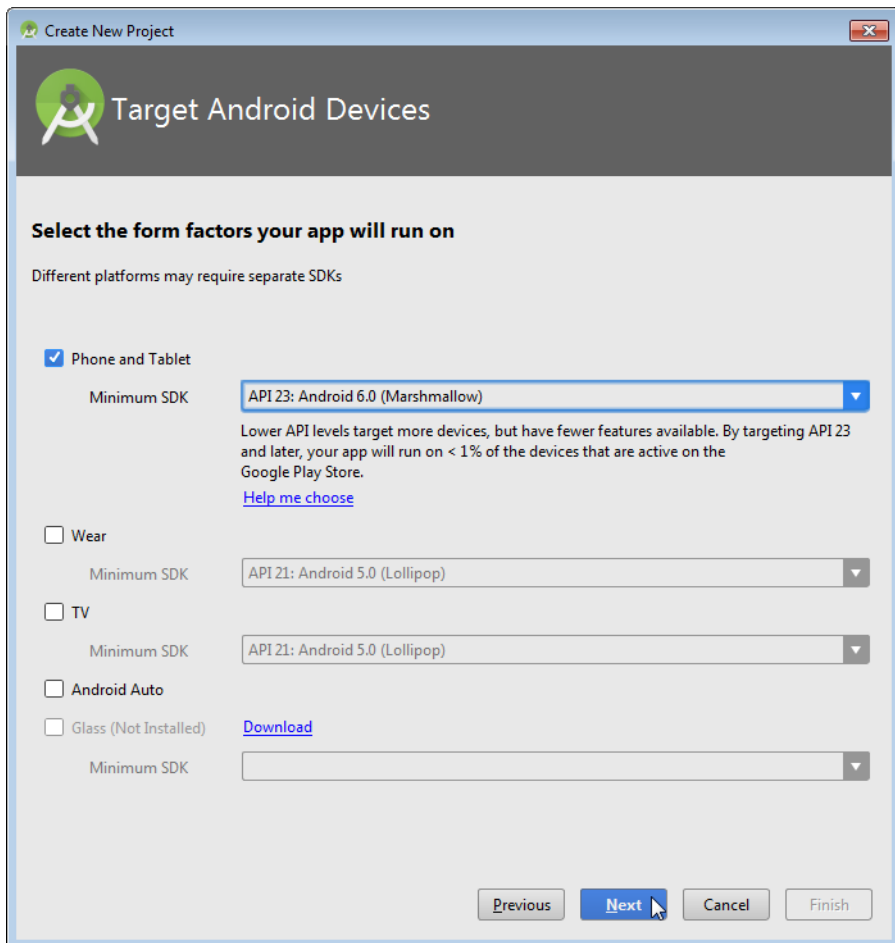 Create New Project
Target Android Devices
Select the form factors your app will run on
Different platforms may require separate SDKs
Phone and Tablet
Minimum SDK API 23: Android 6.0 (Marshmallow)
Lower API levels target more devices, but have fewer features available. By targeting API 23
and later, your app will run on < 1% of the devices that are active on the
Google Play Store.
Help me choose
Wear
Minimum SDK API 21: Android 5.0 (Lollipop)
TV
Minimum SDK API 21: Android 5.0 (Lollipop)
Android Auto
Glass (Not Installed) Download
Minimum SDK
Previous Next Cancel Finish